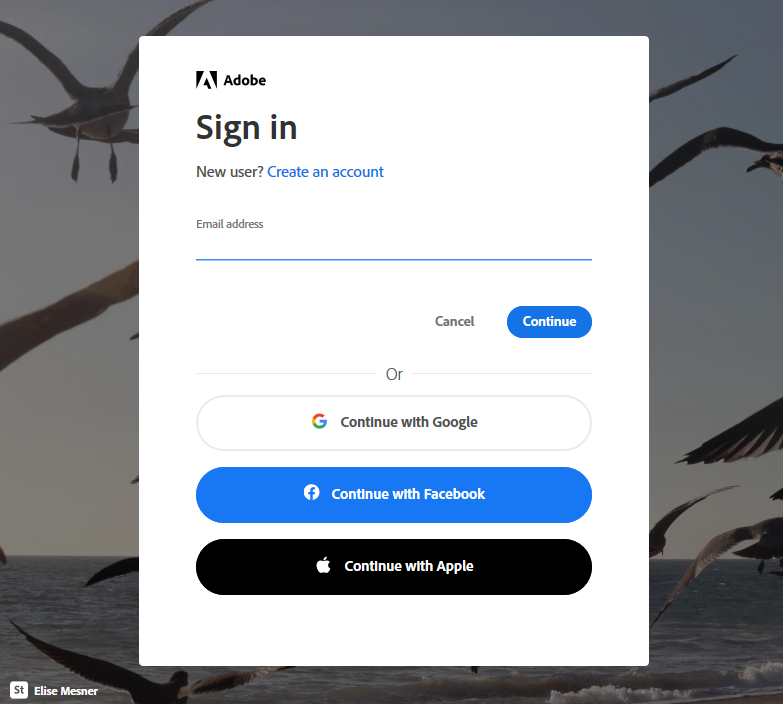 Adobe
Sign in
New user? Create an account
Email address
Cancel
Continue
Or
Continue with Google
Continue with Facebook
Continue with Apple
St Elise Mesner